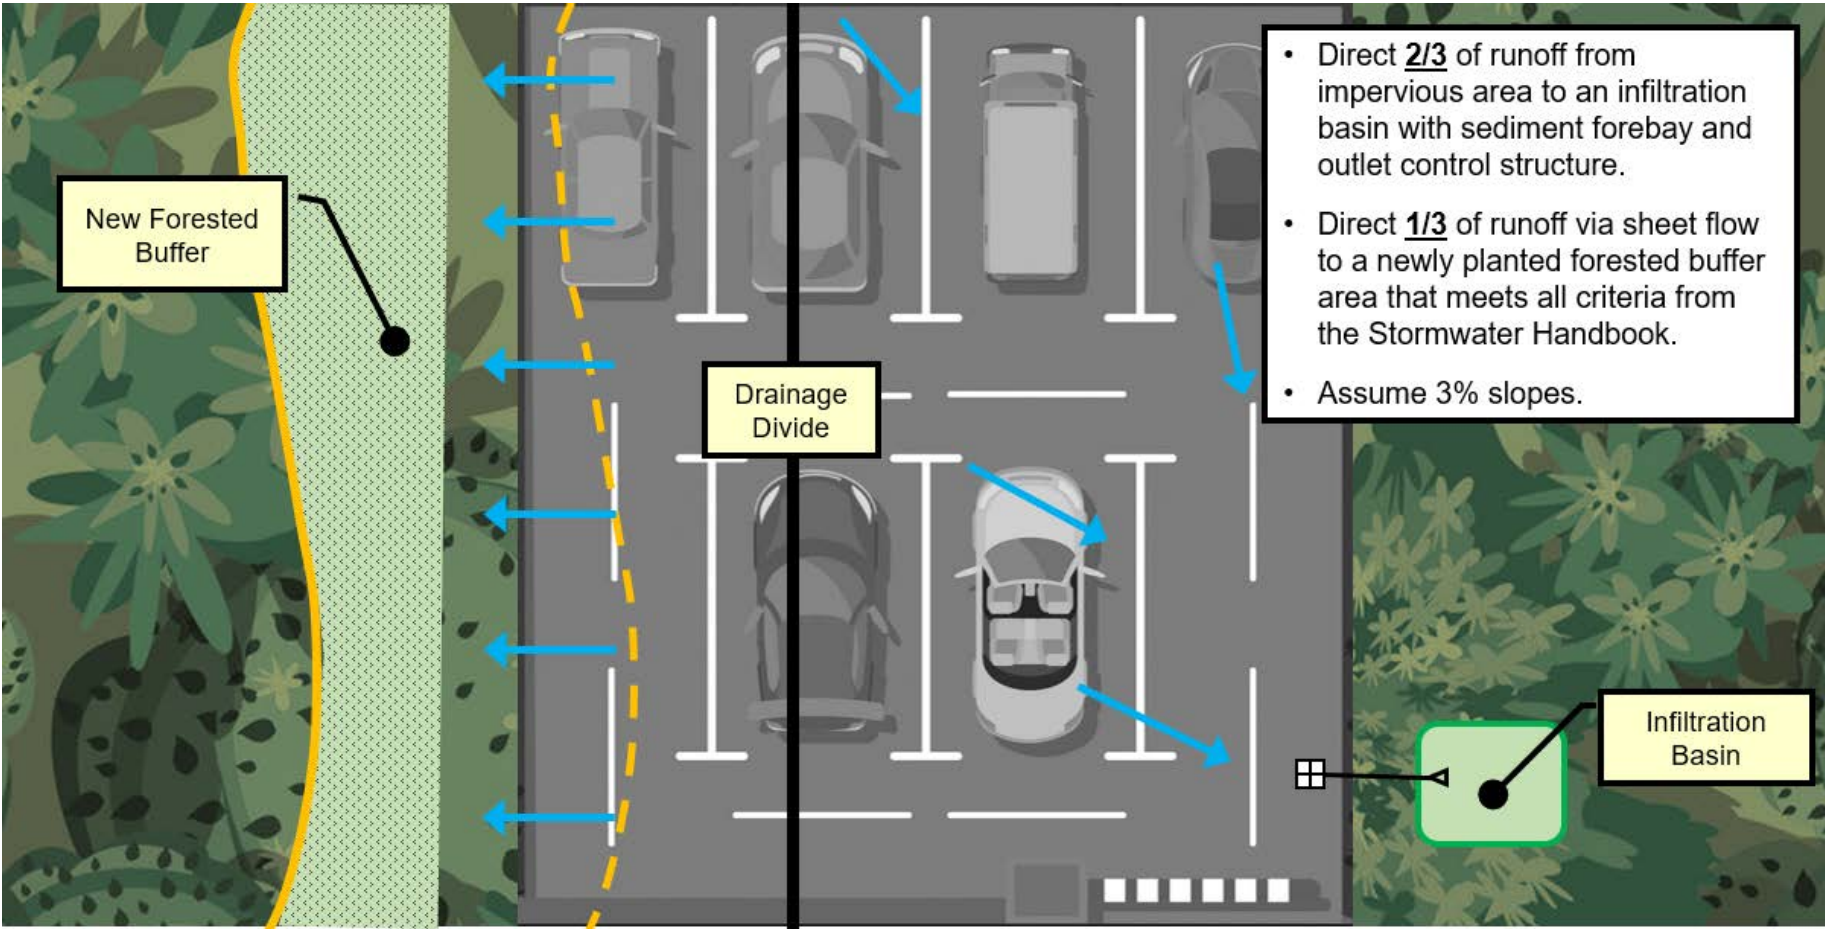 • Direct 2/3 of runoff from
impervious area to an infiltration
basin with sediment forebay and
outlet control structure.
• Direct 1/3 of runoff via sheet flow
to a newly planted forested buffer
area that meets all criteria from
the Stormwater Handbook.
• Assume 3% slopes.
New Forested
Buffer
Drainage
Divide
Infiltration
Basin